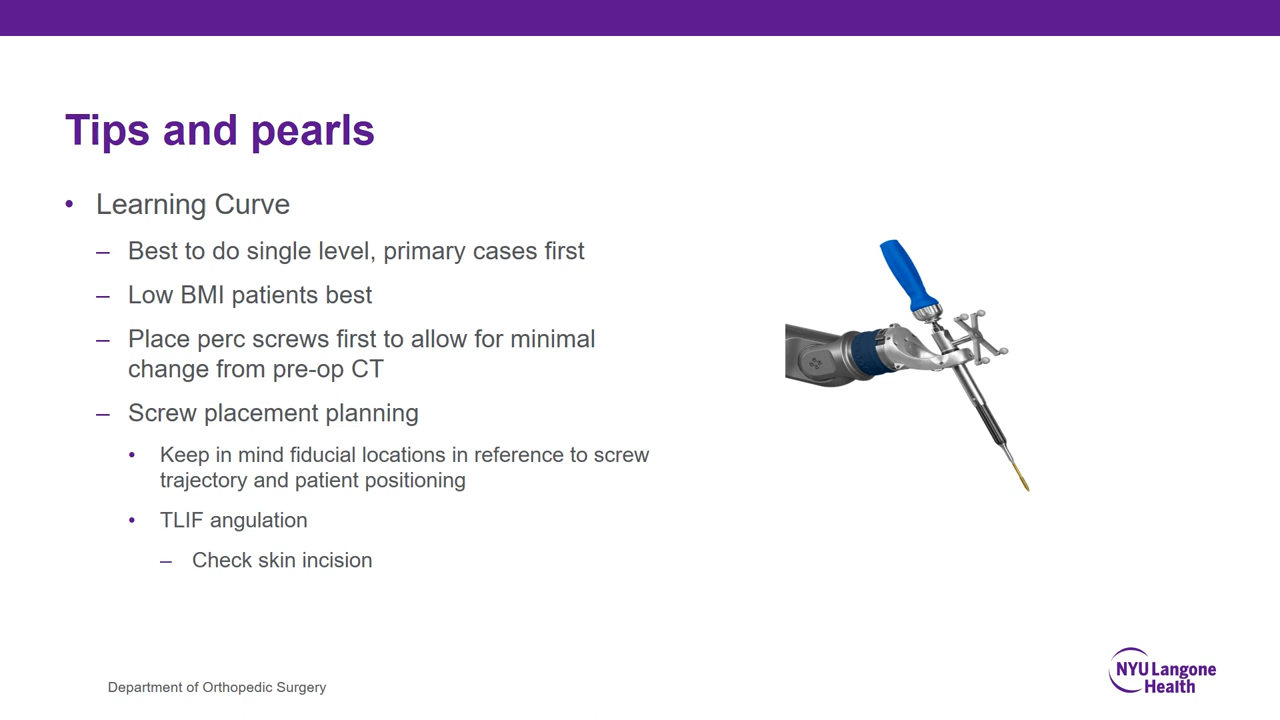 Tips and pearls
• Learning Curve
– Best to do single level, primary cases first
– Low BMI patients best
– Place perc screws first to allow for minimal
change from pre-op CT
– Screw placement planning
• Keep in mind fiducial locations in reference to screw
trajectory and patient positioning
• TLIF angulation
– Check skin incision
Department of Orthopedic Surgery
NYU Langone
Health